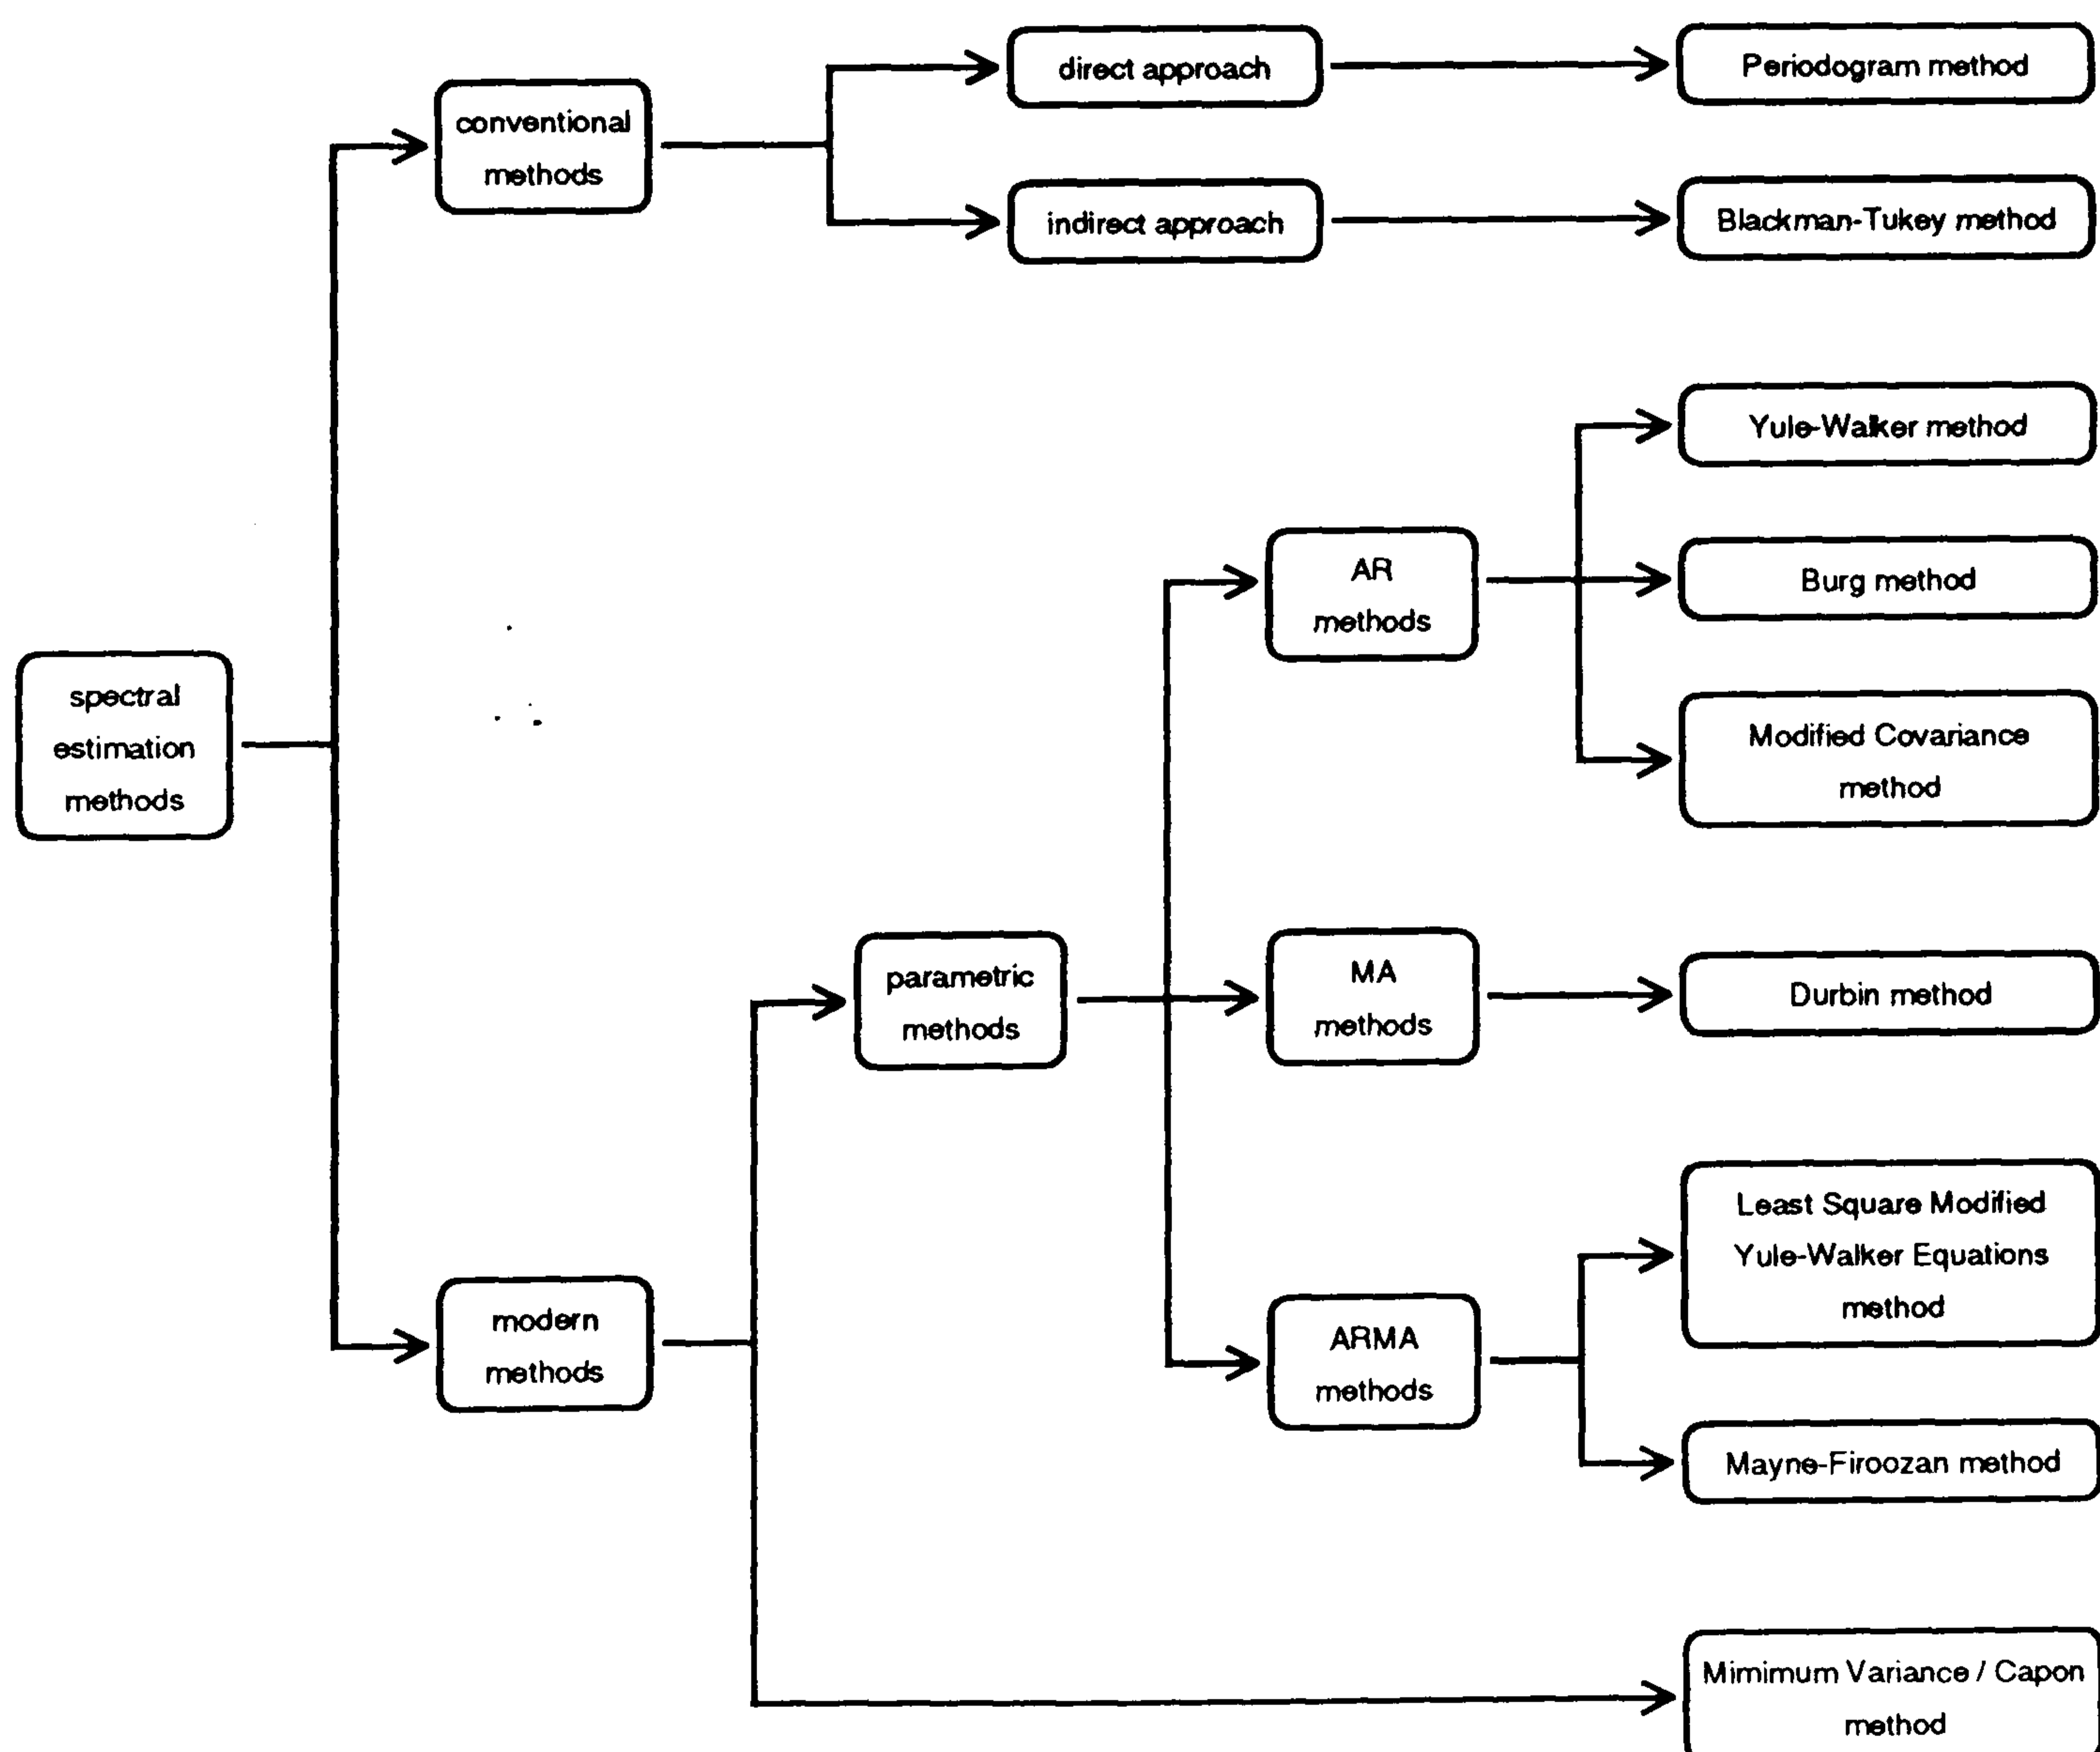 direct approach
Periodogram method
conventional
methods
indirect approach
Blackman-Tukey method
Yule-Walker method
AR
methods
Burg method
spectral
estimation
methods
Modified Covariance
method
parametric
methods
MA
methods
Durbin method
Least Square Modified
Yule-Walker Equations
method
modern
methods
ARMA
methods
Mayne-Firoozan method
Mimimum Variance / Capon
method